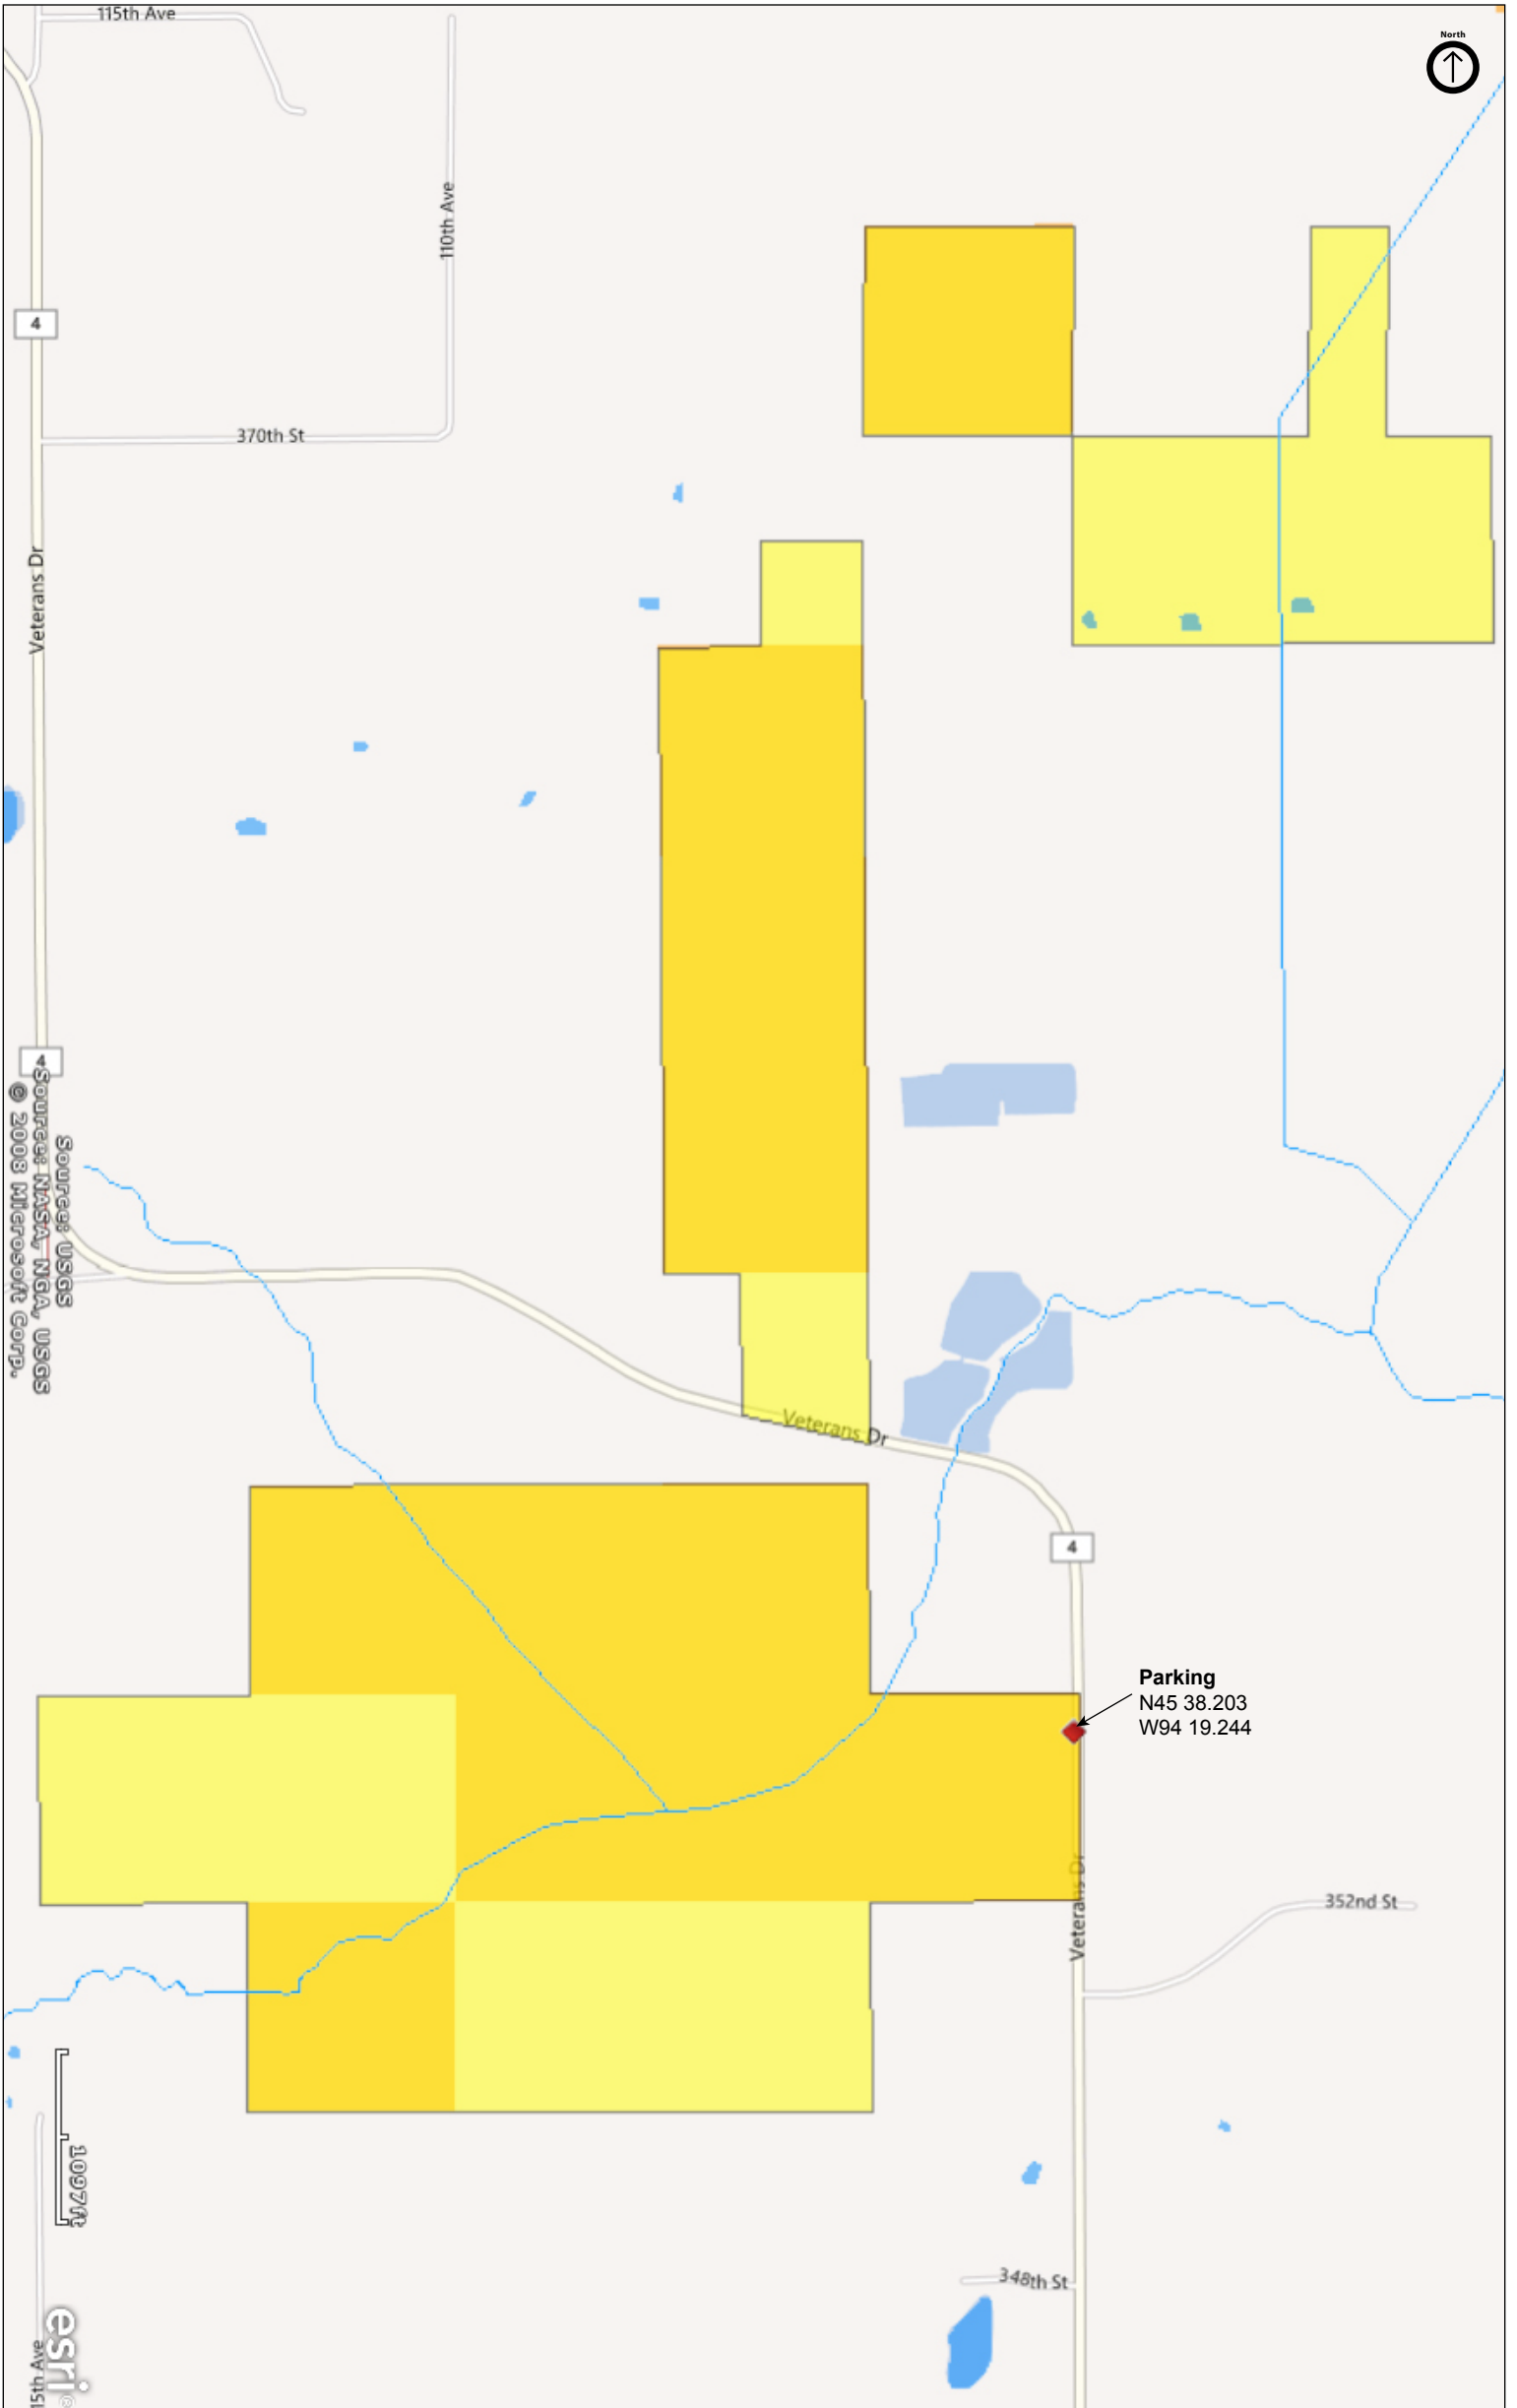 115th Ave
North
110th Ave
4
370th St
Veterans Dr
4
Source: USGS
Source: NASA, NGA, USGS
© 2008 Microsoft Corp.
Veterans Dr
4
Parking
N45 38.203
W94 19.244
Veterans Dr
352nd St
1097ft
348th St
esri®
15th Ave